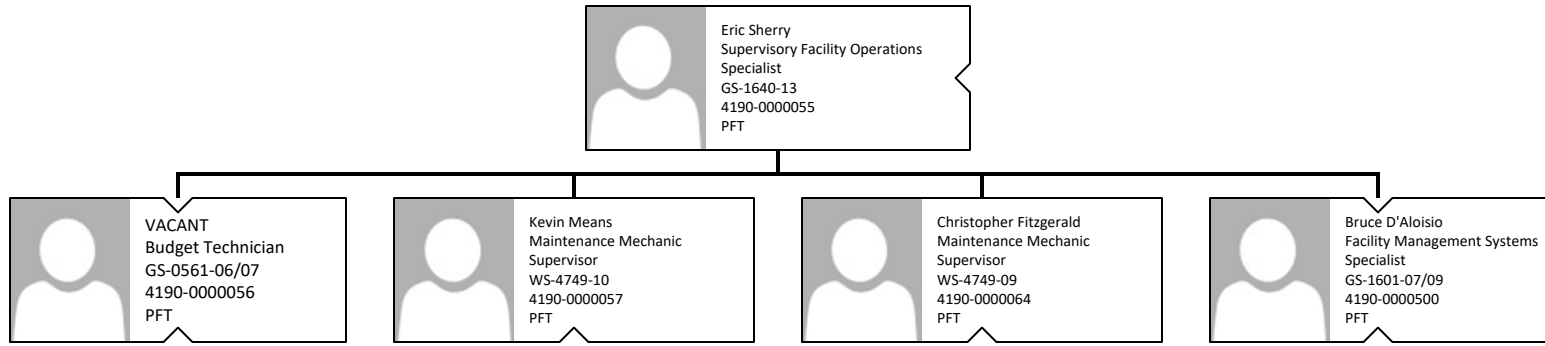 Eric Sherry
Supervisory Facility Operations
Specialist
GS-1640-13
4190-0000055
PFT
VACANT
Budget Technician
GS-0561-06/07
4190-0000056
PFT
Kevin Means
Maintenance Mechanic
Supervisor
WS-4749-10
4190-0000057
PFT
Christopher Fitzgerald
Maintenance Mechanic
Supervisor
WS-4749-09
4190-0000064
PFT
Bruce D'Aloisio
Facility Management Systems
Specialist
GS-1601-07/09
4190-0000500
PFT